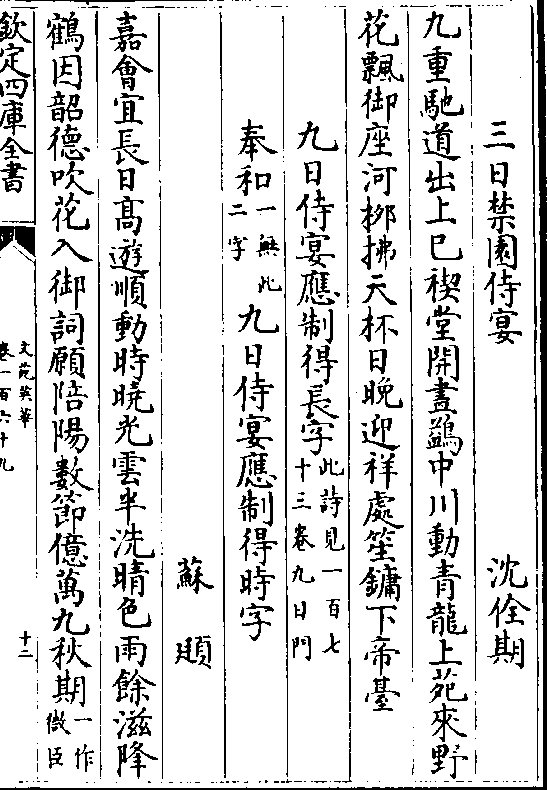 三日禁園侍宴　沈佺期
九重馳道出上巳禊堂開畫鷁中川動青龍上苑來野
花飄御座河柳拂天杯日晚迎祥處笙鏞下帝臺
九日侍宴應制得長字此詩見一百七十三卷九日門
奉和一無此二字九日侍宴應制得時字
蘇頲
嘉會宜長日髙遊順動時曉光雲半洗晴色雨餘滋降
鶴因韶德吹花入御詞願陪陽數節億萬九秋期一作微臣
欽定四庫全書
文苑英華
卷一百六十九
十二